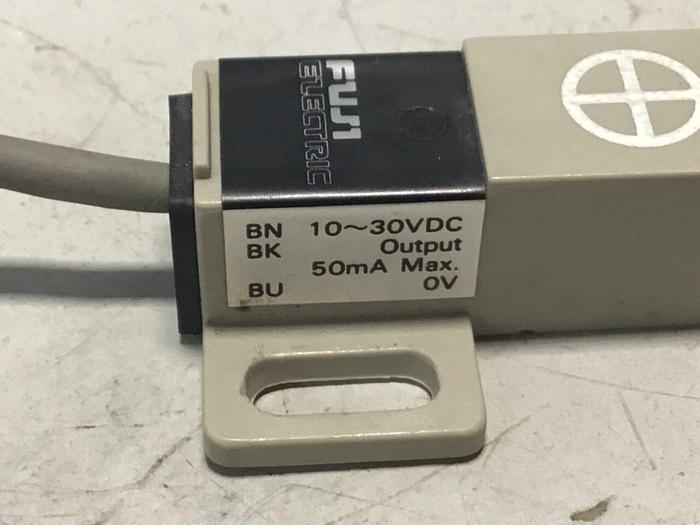 FUJI
ELECTRIC
BN 10~30VDC
BK Output
50mA Max.
BU 0V